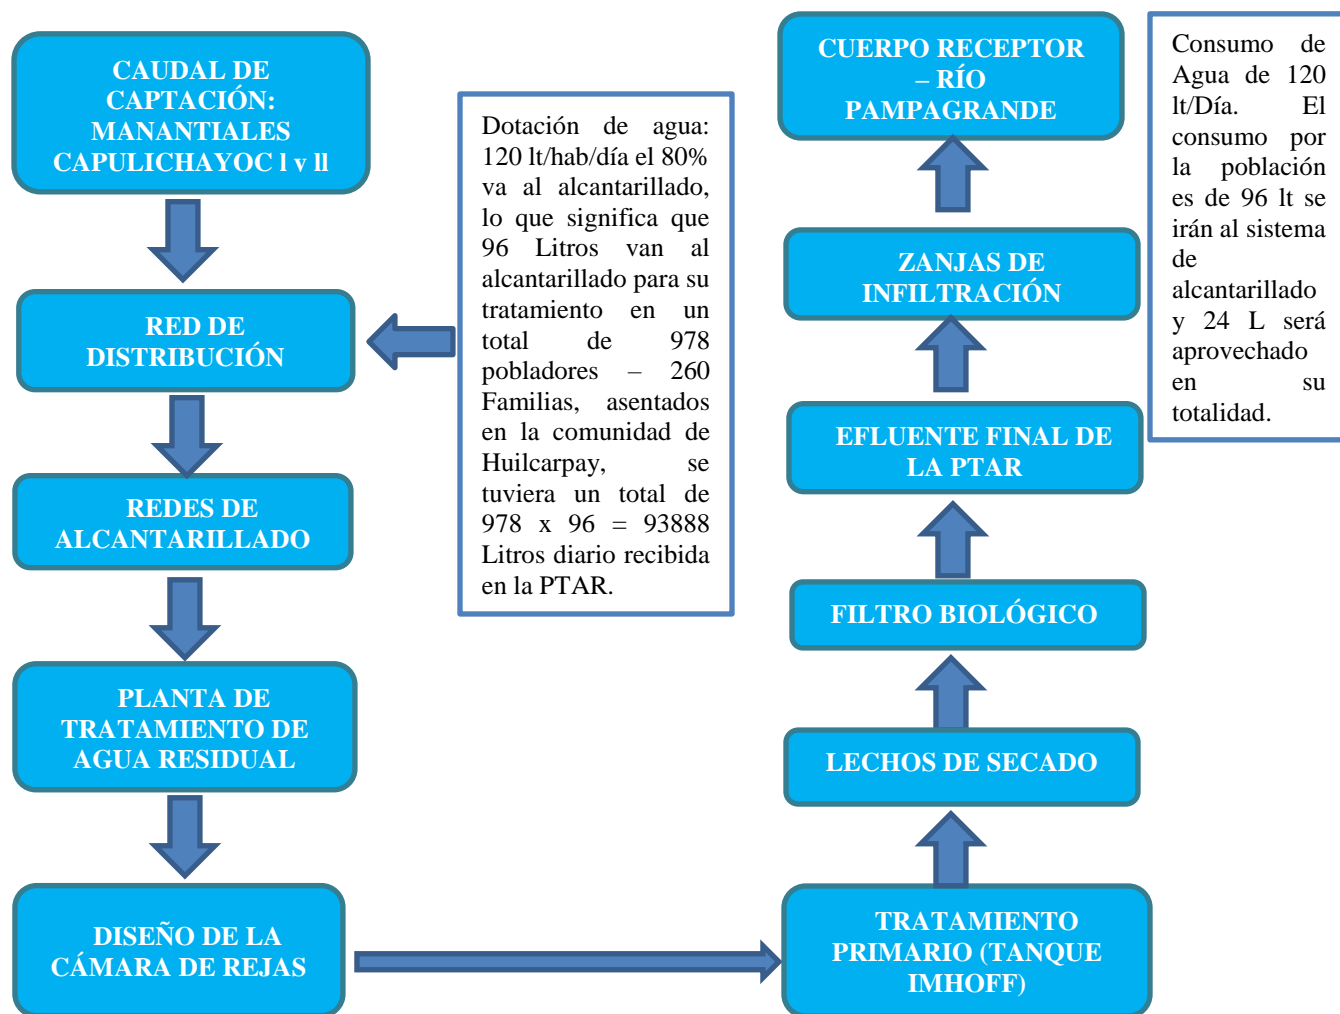 CAUDAL DE
CAPTACIÓN:
MANANTIALES
CAPULICHAYOC l v ll
RED DE
DISTRIBUCIÓN
REDES DE
ALCANTARILLADO
PLANTA DE
TRATAMIENTO DE
AGUA RESIDUAL
DISEÑO DE LA
CÁMARA DE REJAS
Dotación de agua:
120 lt/hab/día el 80%
va al alcantarillado,
lo que significa que
96 Litros van al
alcantarillado para su
tratamiento en un
total de 978
pobladores – 260
Familias, asentados
en la comunidad de
Huilcarpay, se
tuviera un total de
978 x 96 = 93888
Litros diario recibida
en la PTAR.
CUERPO RECEPTOR
– RÍO
PAMPAGRANDE
ZANJAS DE
INFILTRACIÓN
EFLUENTE FINAL DE
LA PTAR
FILTRO BIOLÓGICO
LECHOS DE SECADO
TRATAMIENTO
PRIMARIO (TANQUE
IMHOFF)
Consumo de
Agua de 120
lt/Día. El
consumo por
la población
es de 96 lt se
irán al sistema
de
alcantarillado
y 24 L será
aprovechado
en su
totalidad.